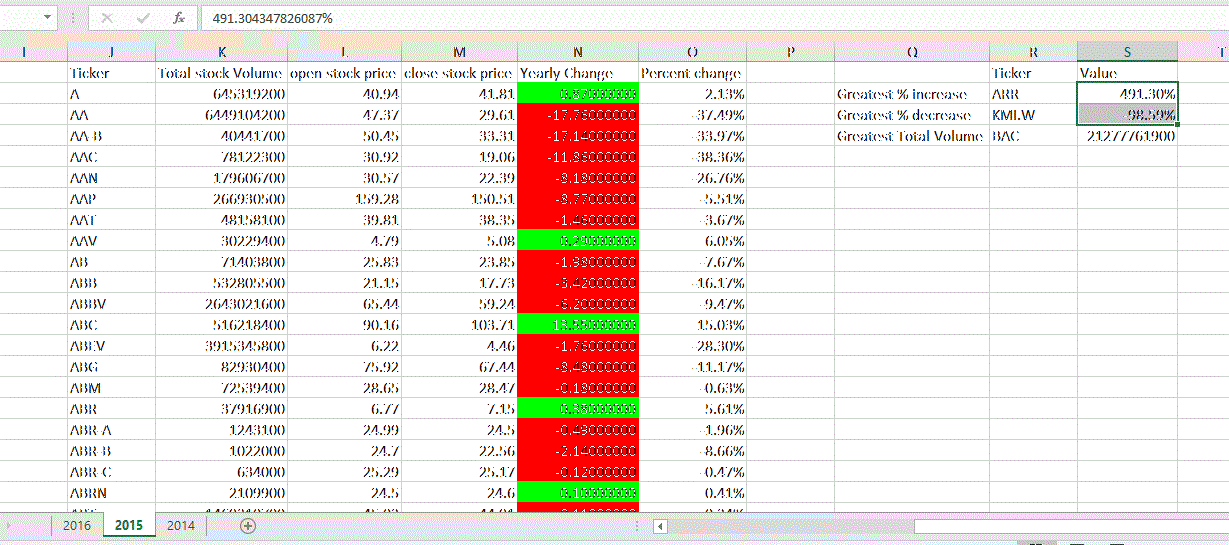 fx 491.304347826087%
I J K L M N O P Q R S T
Ticker Total stock Volume open stock price close stock price Yearly Change Percent change Ticker Value
A 645319200 40.94 41.81 0.87000000 2.13% Greatest % increase ARR 491.30%
AA 6449104200 47.37 29.61 -17.76000000 -37.49% Greatest % decrease KMI.W -98.59%
AA-B 40441700 50.45 33.31 -17.14000000 -33.97% Greatest Total Volume BAC 21277761900
AAC 78122300 30.92 19.06 -11.86000000 -38.36%
AAN 179606700 30.57 22.39 -8.18000000 -26.76%
AAP 266930500 159.28 150.51 -8.77000000 -5.51%
AAT 48158100 39.81 38.35 -1.46000000 -3.67%
AAV 30229400 4.79 5.08 0.29000000 6.05%
AB 71403800 25.83 23.85 -1.98000000 -7.67%
ABB 532805500 21.15 17.73 -3.42000000 -16.17%
ABBV 2643021600 65.44 59.24 -6.20000000 -9.47%
ABC 516218400 90.16 103.71 13.55000000 15.03%
ABEV 3915345800 6.22 4.46 -1.76000000 -28.30%
ABG 82930400 75.92 67.44 -8.48000000 -11.17%
ABM 72539400 28.65 28.47 -0.18000000 -0.63%
ABR 37916900 6.77 7.15 0.38000000 5.61%
ABR-A 1243100 24.99 24.5 -0.49000000 -1.96%
ABR-B 1022000 24.7 22.56 -2.14000000 -8.66%
ABR-C 634000 25.29 25.17 -0.12000000 -0.47%
ABRN 2109900 24.5 24.6 0.10000000 0.41%
2016 2015 2014